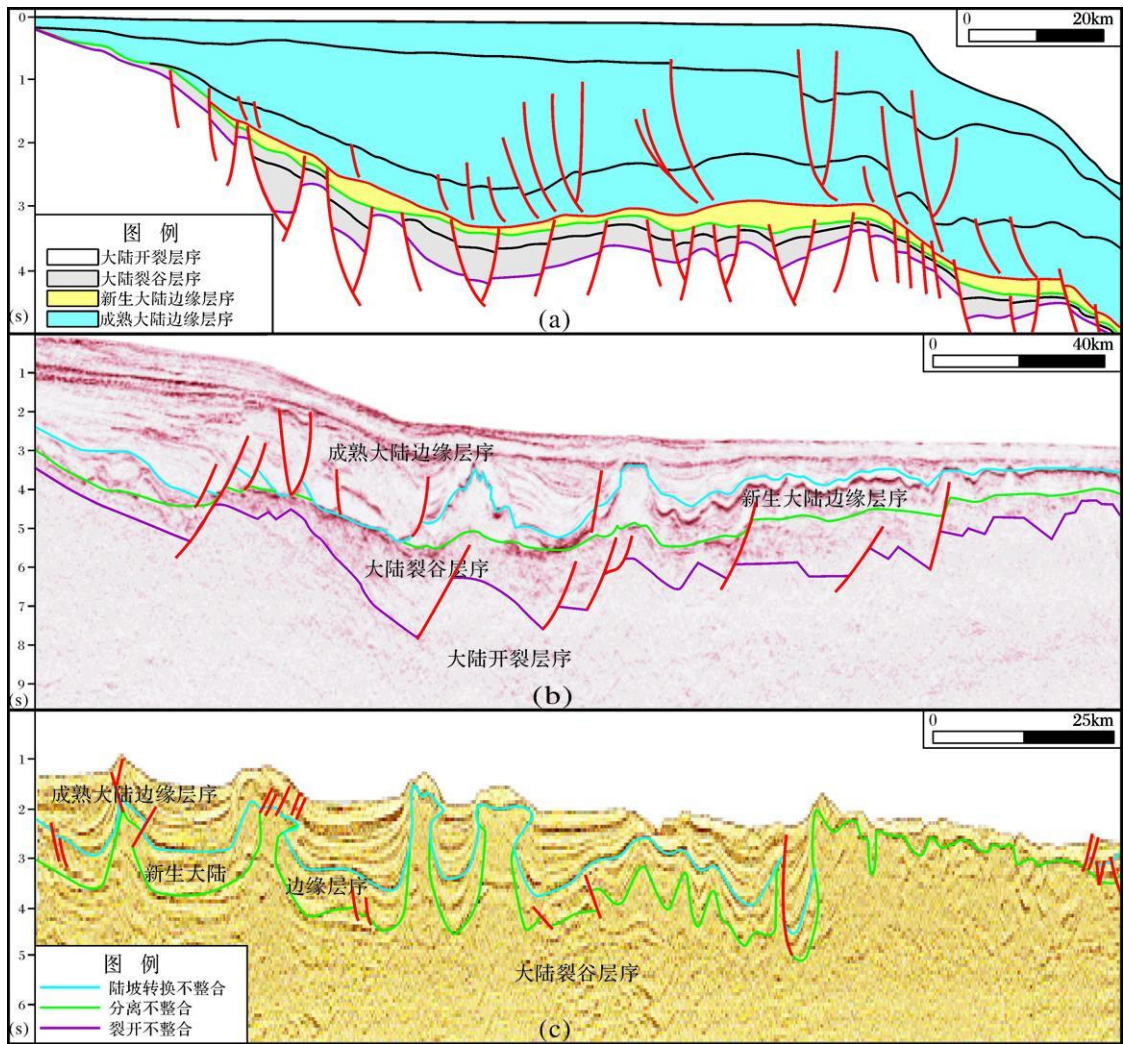 0 20km
0
1
2
3
4
(s)
图 例
大陆开裂层序
大陆裂谷层序
新生大陆边缘层序
成熟大陆边缘层序
(a)
0 40km
1
2
3
4
5
6
7
8
9
(s)
成熟大陆边缘层序
新生大陆边缘层序
大陆裂谷层序
大陆开裂层序
(b)
0 25km
1
2
3
4
5
6
(s)
成熟大陆边缘层序
新生大陆 边缘层序
大陆裂谷层序
图 例
陆坡转换不整合
分离不整合
裂开不整合
(c)